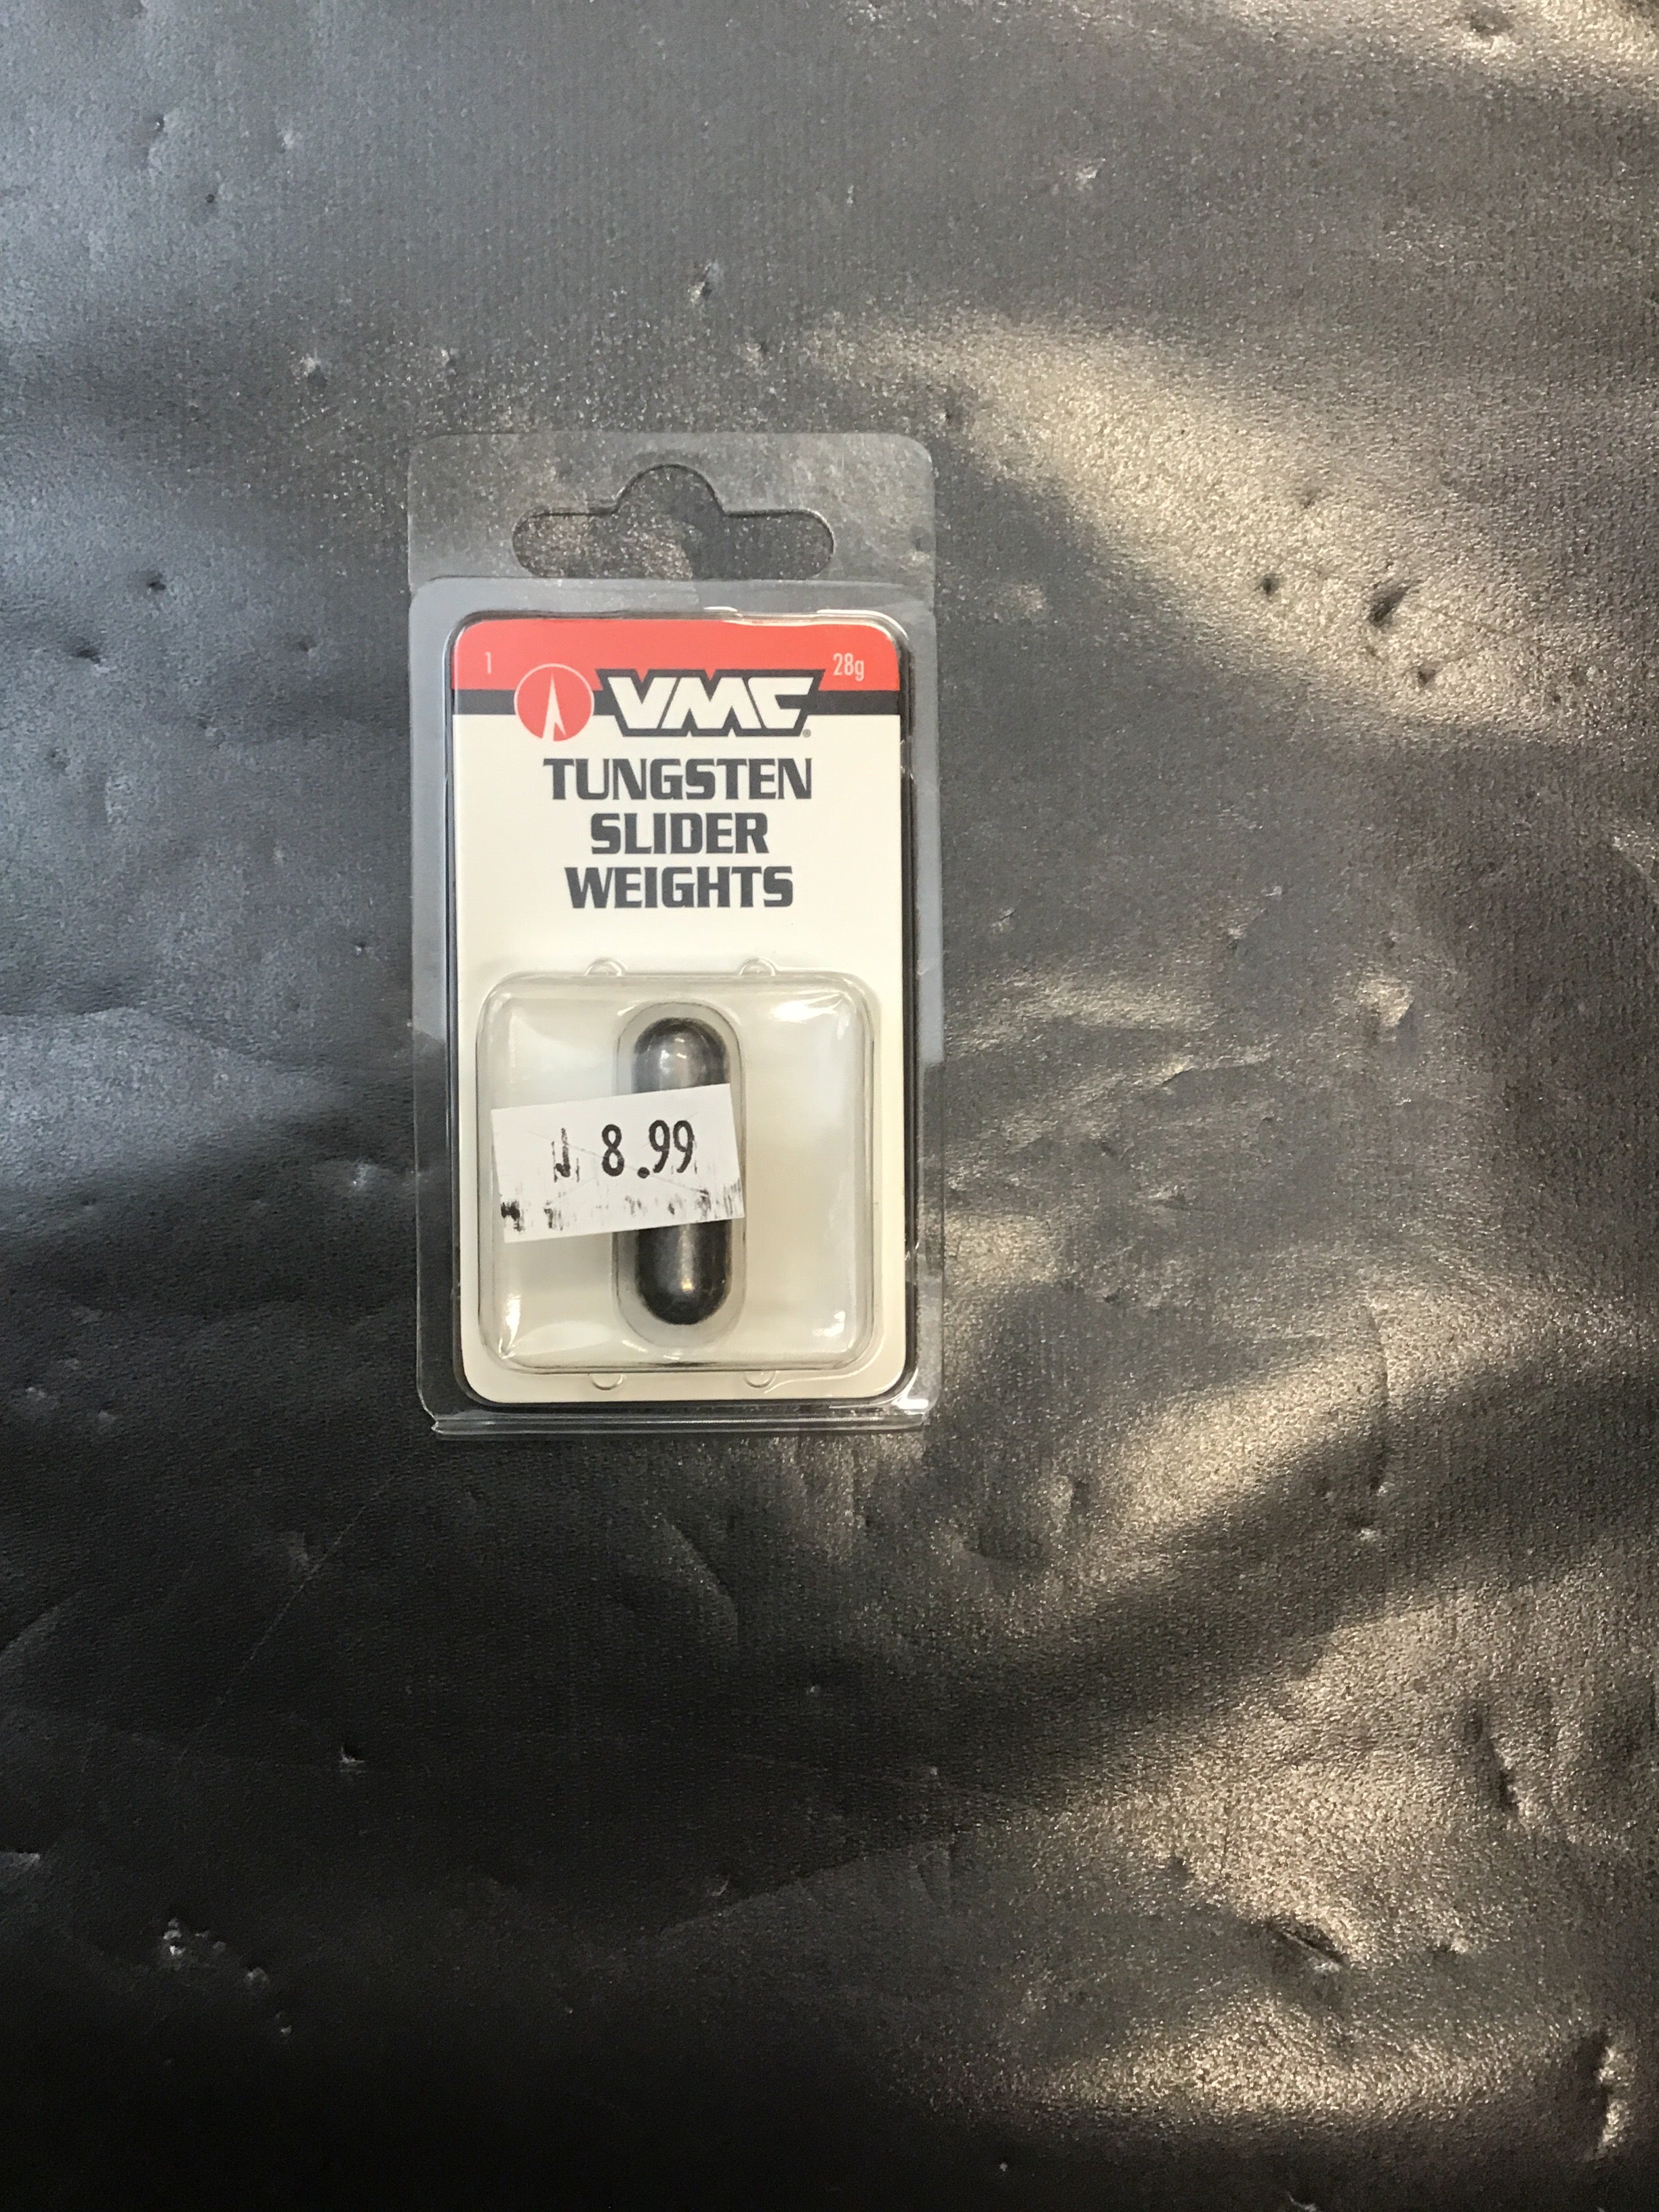 1
28g
VMC®
TUNGSTEN
SLIDER
WEIGHTS
8.99